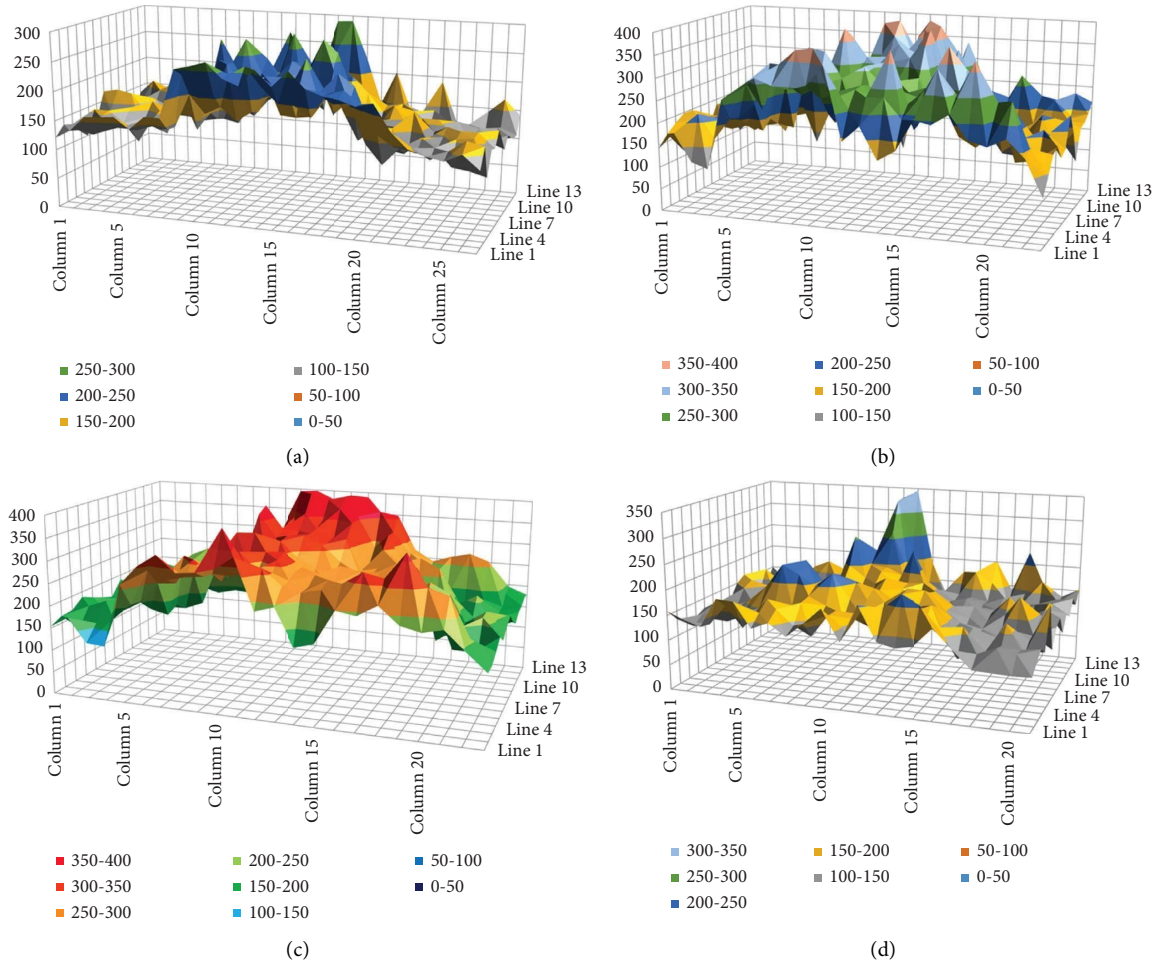 300
250
200
150
100
50
0
Column 1
Column 5
Column 10
Column 15
Column 20
Column 25
Line 13
Line 10
Line 7
Line 4
Line 1
250-300
200-250
150-200
100-150
50-100
0-50
(a)
400
350
300
250
200
150
100
50
0
Column 1
Column 5
Column 10
Column 15
Column 20
Line 13
Line 10
Line 7
Line 4
Line 1
350-400
300-350
250-300
200-250
150-200
100-150
50-100
0-50
(b)
400
350
300
250
200
150
100
50
0
Column 1
Column 5
Column 10
Column 15
Column 20
Line 13
Line 10
Line 7
Line 4
Line 1
350-400
300-350
250-300
200-250
150-200
100-150
50-100
0-50
(c)
350
300
250
200
150
100
50
0
Column 1
Column 5
Column 10
Column 15
Column 20
Line 13
Line 10
Line 7
Line 4
Line 1
300-350
250-300
200-250
150-200
100-150
50-100
0-50
(d)